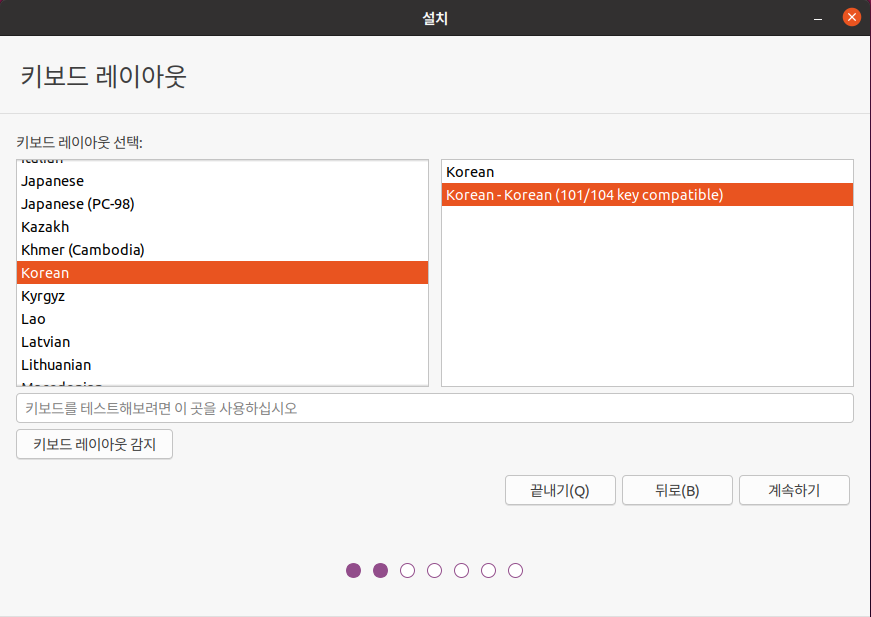 설치
키보드 레이아웃
키보드 레이아웃 선택:
Italian
Japanese
Japanese (PC-98)
Kazakh
Khmer (Cambodia)
Korean
Kyrgyz
Lao
Latvian
Lithuanian
Macedonian
Korean
Korean - Korean (101/104 key compatible)
키보드를 테스트해보려면 이 곳을 사용하십시오
키보드 레이아웃 감지
끝내기(Q)
뒤로(B)
계속하기